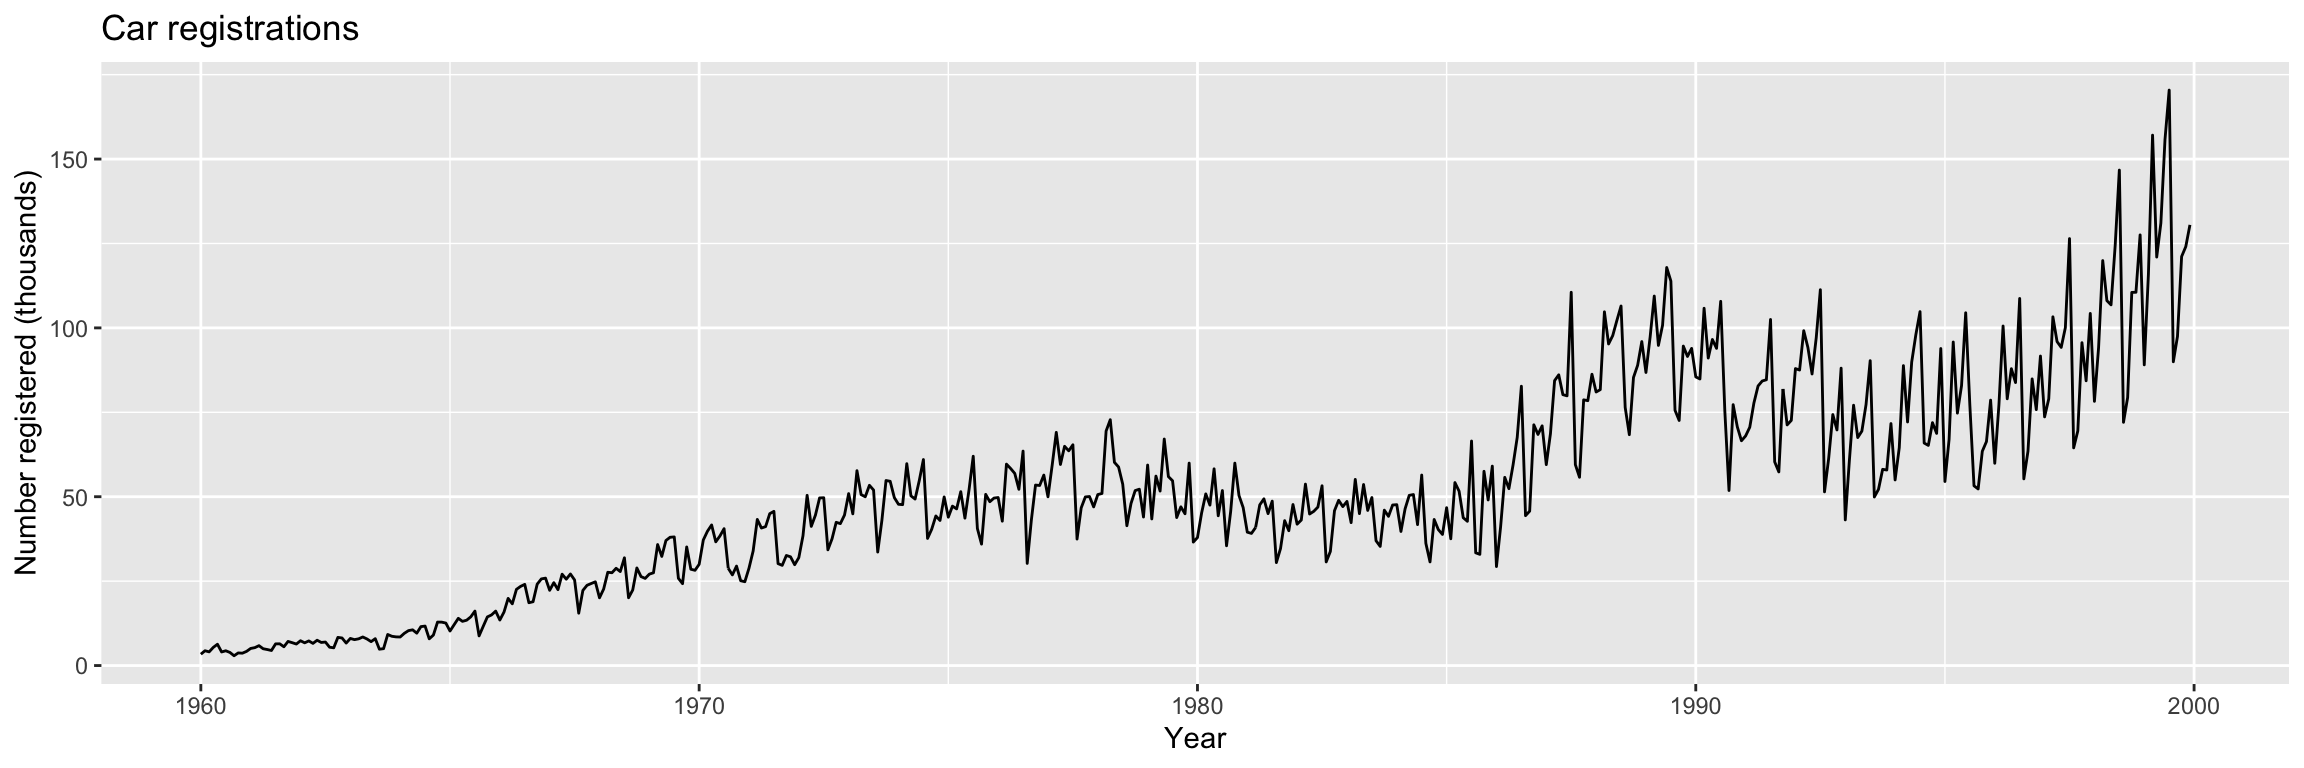 Car registrations
Number registered (thousands)
150
100
50
0
1960 1970 1980 1990 2000
Year